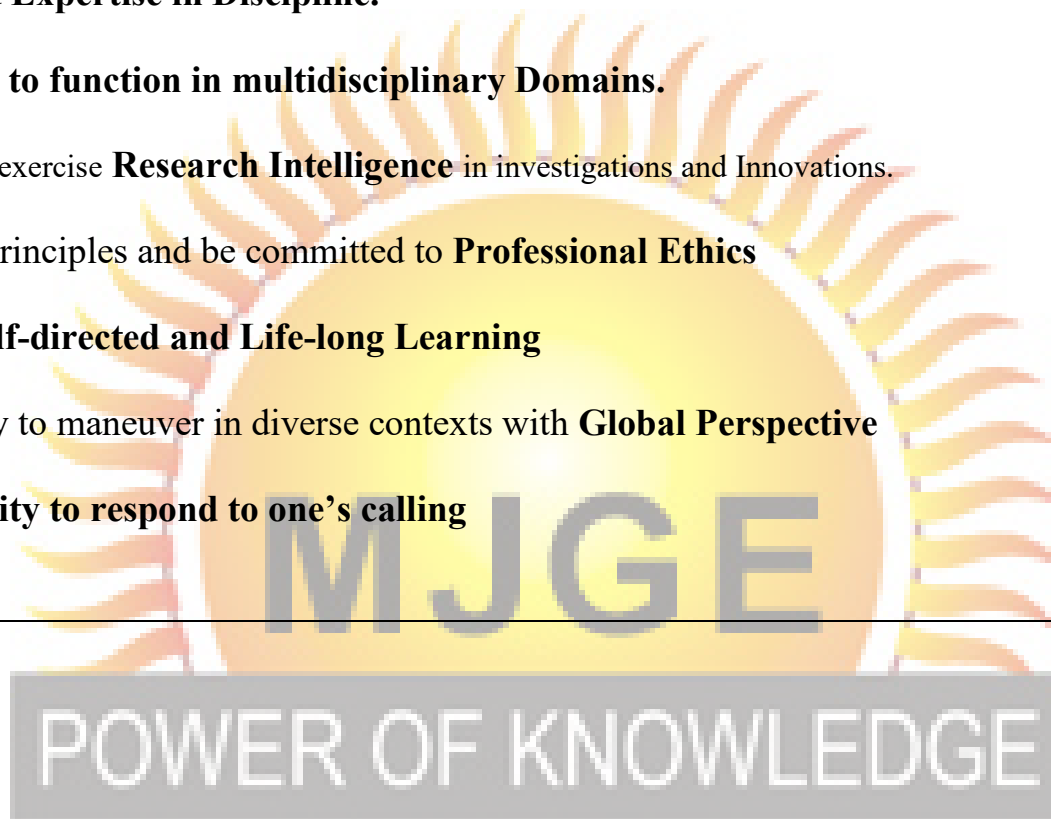 Expertise in Discipline.
to function in multidisciplinary Domains.
exercise Research Intelligence in investigations and Innovations.
rinciples and be committed to Professional Ethics
lf-directed and Life-long Learning
y to maneuver in diverse contexts with Global Perspective
ity to respond to one’s calling
MJGE
POWER OF KNOWLEDGE